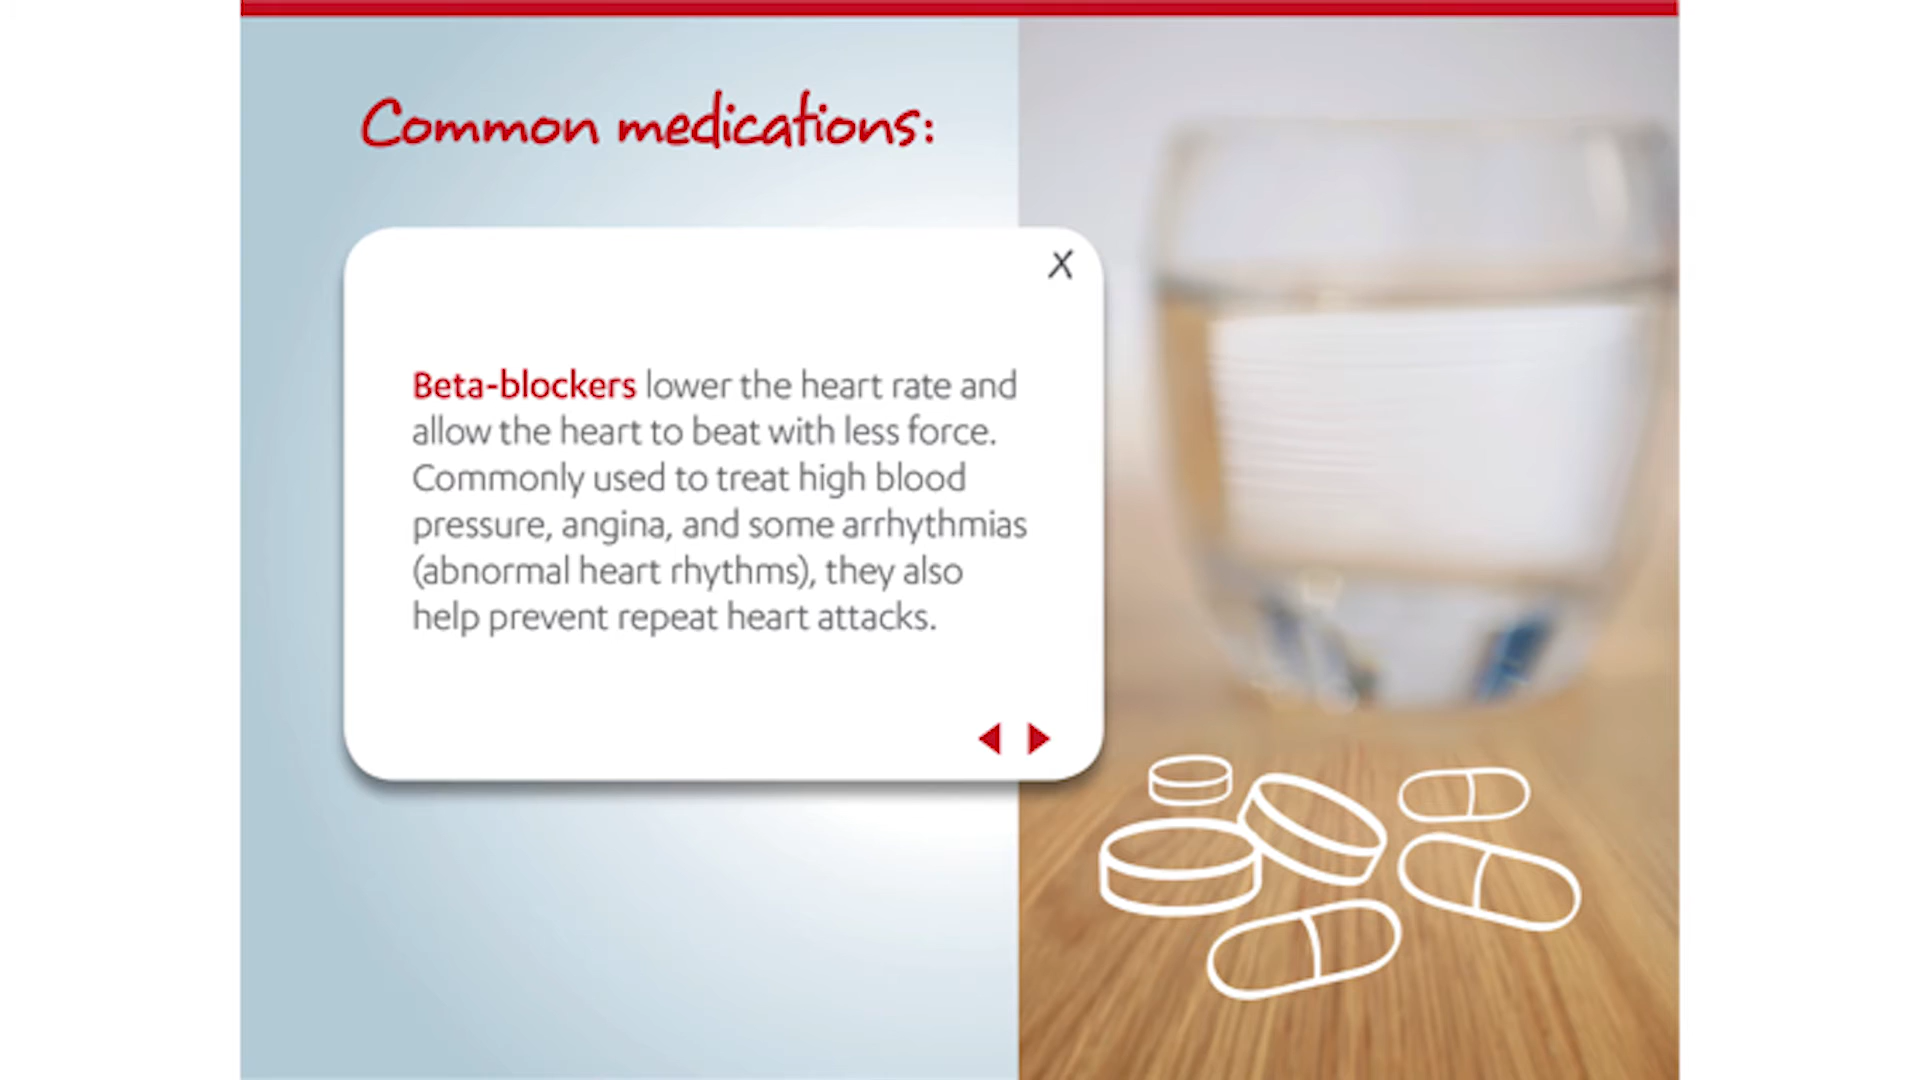 Common medications:
X
Beta-blockers lower the heart rate and
allow the heart to beat with less force.
Commonly used to treat high blood
pressure, angina, and some arrhythmias
(abnormal heart rhythms), they also
help prevent repeat heart attacks.